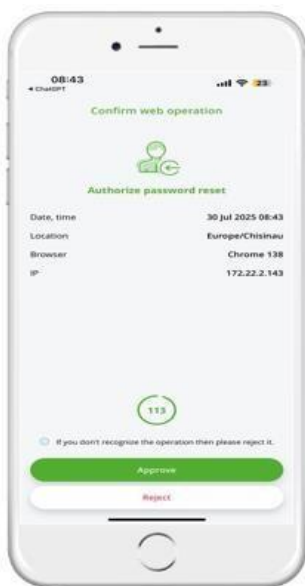 08:43
23
◀ ChatGPT
Confirm web operation
Authorize password reset
Date, time 30 Jul 2025 08:43
Location Europe/Chisinau
Browser Chrome 138
IP 172.22.2.143
113
If you don't recognize the operation then please reject it.
Approve
Reject